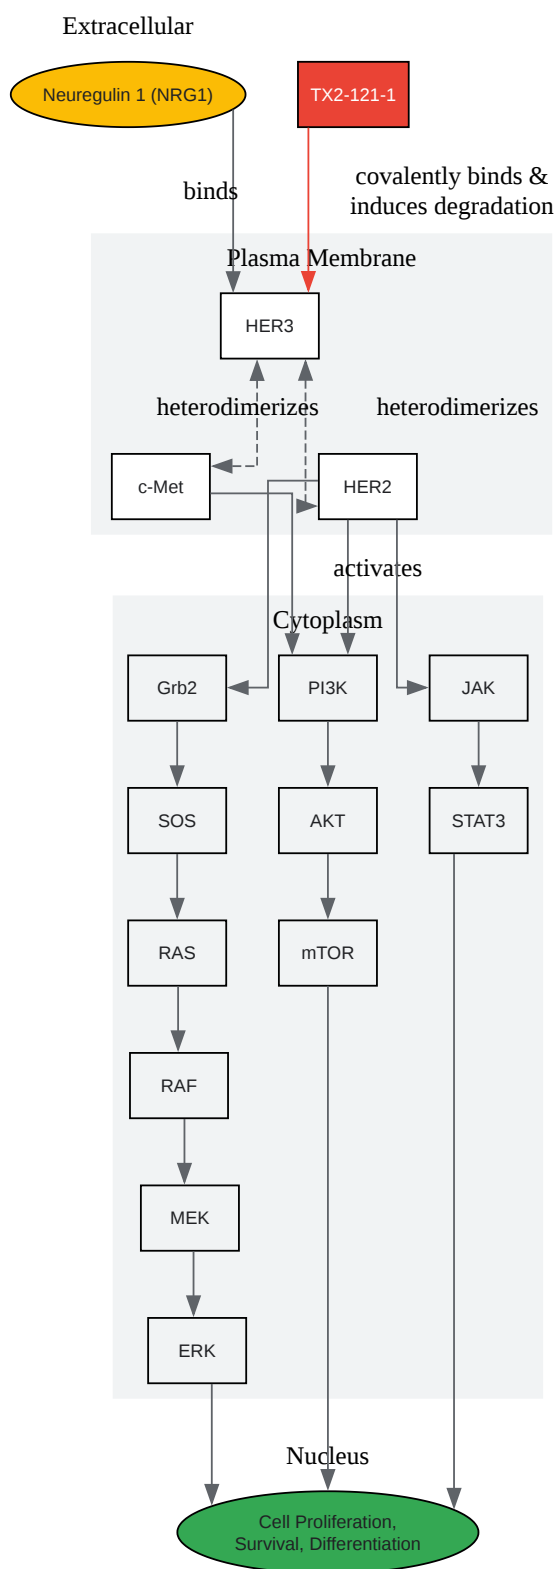 Extracellular
Neuregulin 1 (NRG1)
TX2-121-1
binds
covalently binds &
induces degradation
Plasma Membrane
HER3
heterodimerizes
heterodimerizes
c-Met
HER2
activates
Cytoplasm
Grb2
PI3K
JAK
SOS
AKT
STAT3
RAS
mTOR
RAF
MEK
ERK
Nucleus
Cell Proliferation,
Survival, Differentiation